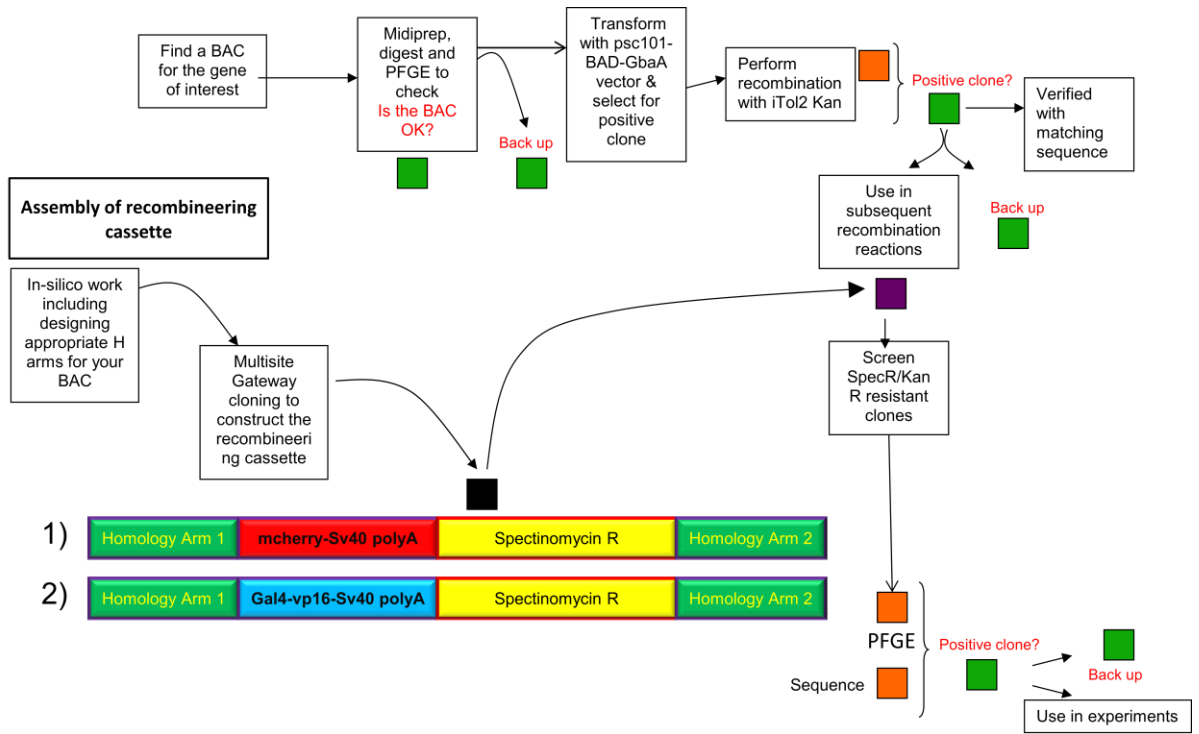 Find a BAC
for the gene
of interest
Midiprep,
digest and
PFGE to
check
Is the BAC
OK?
Back up
Transform
with psc101-
BAD-GbaA
vector &
select for
positive
clone
Perform
recombination
with iTol2 Kan
Positive clone?
Verified
with
matching
sequence
Use in
subsequent
recombination
reactions
Back up
Assembly of recombineering
cassette
In-silico work
including
designing
appropriate H
arms for your
BAC
Multisite
Gateway
cloning to
construct the
recombineeri
ng cassette
Screen
SpecR/Kan
R resistant
clones
1)
Homology Arm 1
mcherry-Sv40 polyA
Spectinomycin R
Homology Arm 2
2)
Homology Arm 1
Gal4-vp16-Sv40 polyA
Spectinomycin R
Homology Arm 2
PFGE
Sequence
Positive clone?
Back up
Use in experiments